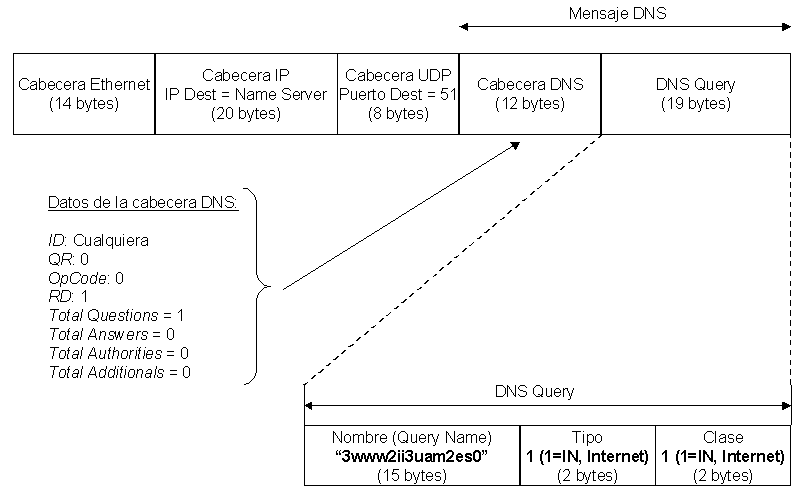 Mensaje DNS
Cabecera Ethernet
(14 bytes)
Cabecera IP
IP Dest = Name Server
(20 bytes)
Cabecera UDP
Puerto Dest = 51
(8 bytes)
Cabecera DNS
(12 bytes)
DNS Query
(19 bytes)
Datos de la cabecera DNS:
ID: Cualquiera
QR: 0
OpCode: 0
RD: 1
Total Questions = 1
Total Answers = 0
Total Authorities = 0
Total Additionals = 0
DNS Query
Nombre (Query Name)
“3www2ii3uam2es0”
(15 bytes)
Tipo
1 (1=IN, Internet)
(2 bytes)
Clase
1 (1=IN, Internet)
(2 bytes)